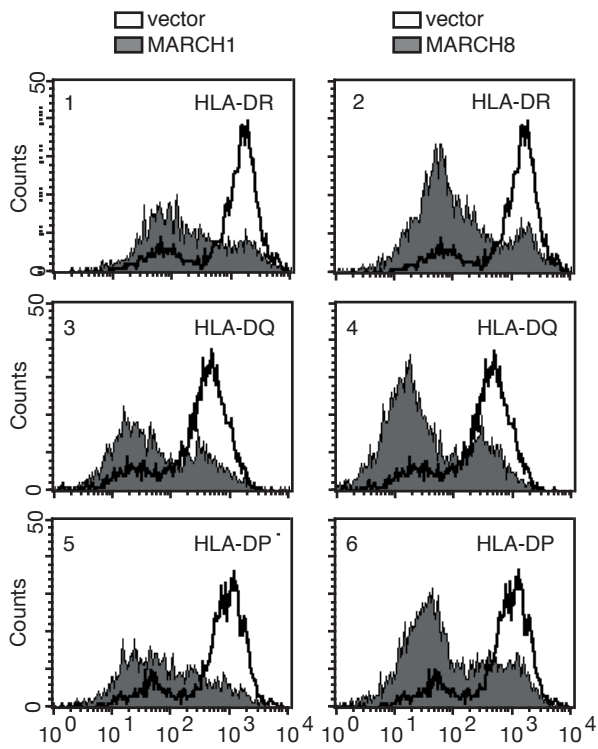 vector vector
MARCH1 MARCH8
50 1 HLA-DR 2 HLA-DR
Counts
0
50 3 HLA-DQ 4 HLA-DQ
Counts
0
50 5 HLA-DP 6 HLA-DP
Counts
0
10^0 10^1 10^2 10^3 10^4 10^0 10^1 10^2 10^3 10^4